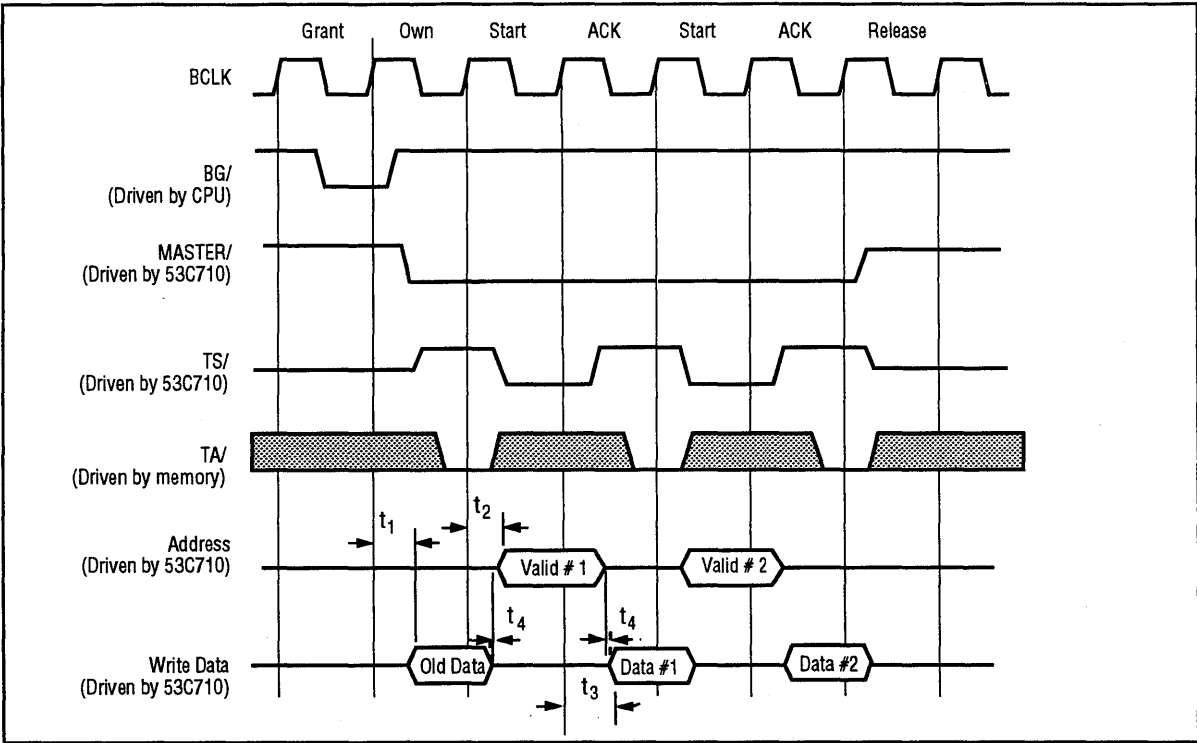 Grant Own Start ACK Start ACK Release
BCLK
BG/
(Driven by CPU)
MASTER/
(Driven by 53C710)
TS/
(Driven by 53C710)
TA/
(Driven by memory)
t1 t2
Address
(Driven by 53C710)
Valid # 1 Valid # 2
t4 t4
Write Data
(Driven by 53C710)
Old Data Data #1 Data #2
t3